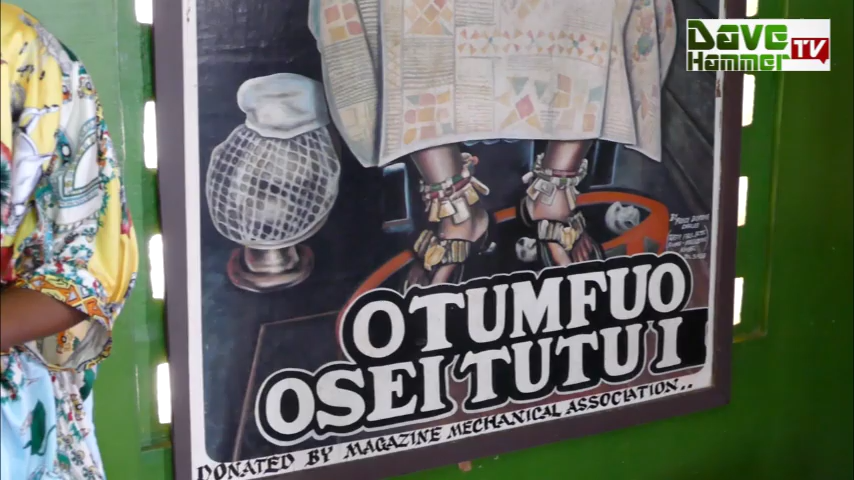 Dave
Hammer TV
OTUMFUO
OSEI TUTU I
DONATED BY MAGAZINE MECHANICAL ASSOCIATION..